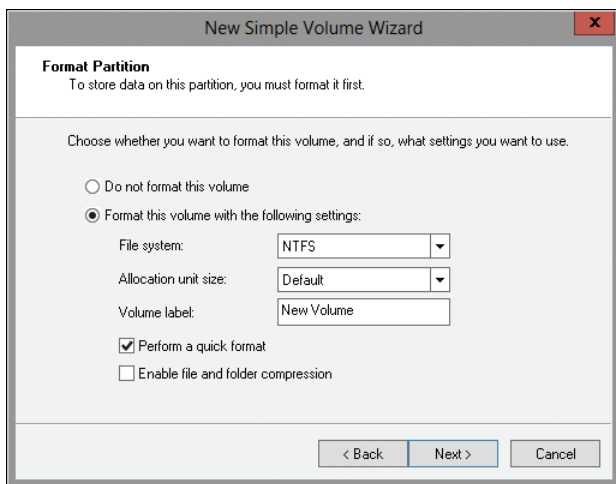 New Simple Volume Wizard
x
Format Partition
To store data on this partition, you must format it first.
Choose whether you want to format this volume, and if so, what settings you want to use.
Do not format this volume
Format this volume with the following settings:
File system: NTFS
Allocation unit size: Default
Volume label: New Volume
Perform a quick format
Enable file and folder compression
< Back Next > Cancel